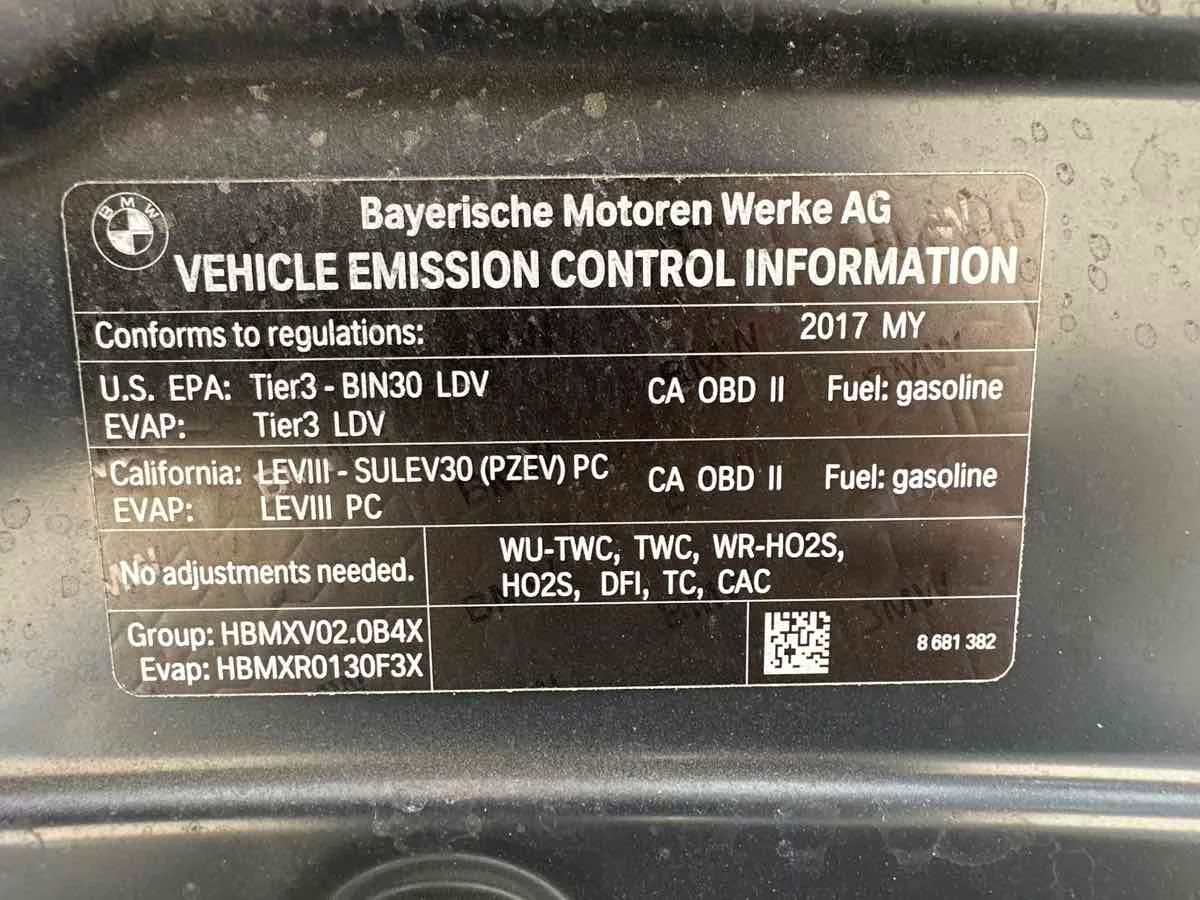 BMW
Bayerische Motoren Werke AG
VEHICLE EMISSION CONTROL INFORMATION
Conforms to regulations: 2017 MY
U.S. EPA: Tier3 - BIN30 LDV CA OBD II Fuel: gasoline
EVAP: Tier3 LDV
California: LEVIII - SULEV30 (PZEV) PC CA OBD II Fuel: gasoline
EVAP: LEVIII PC
No adjustments needed.
WU-TWC, TWC, WR-HO2S,
HO2S, DFI, TC, CAC
Group: HBMXV02.0B4X
Evap: HBMXR0130F3X
8 681 382